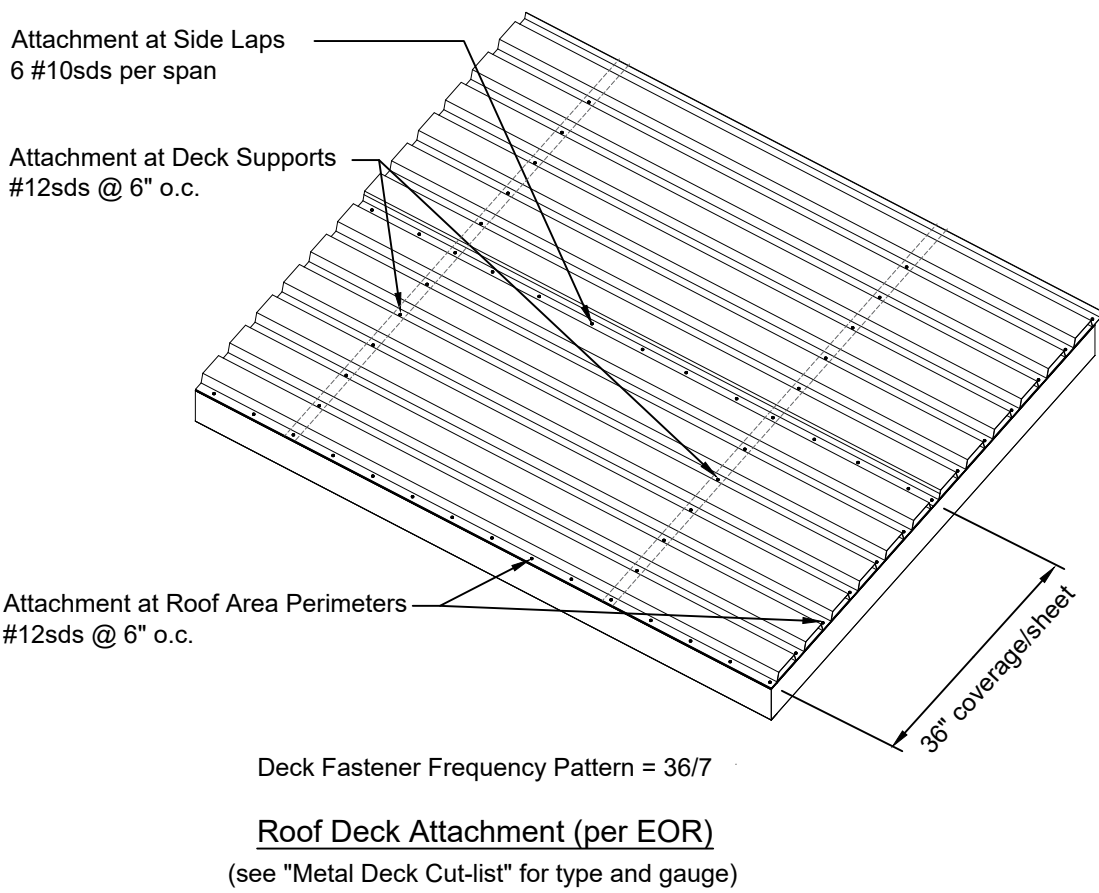 Attachment at Side Laps
6 #10sds per span
Attachment at Deck Supports
#12sds @ 6" o.c.
Attachment at Roof Area Perimeters
#12sds @ 6" o.c.
36" coverage/sheet
Deck Fastener Frequency Pattern = 36/7
Roof Deck Attachment (per EOR)
(see "Metal Deck Cut-list" for type and gauge)